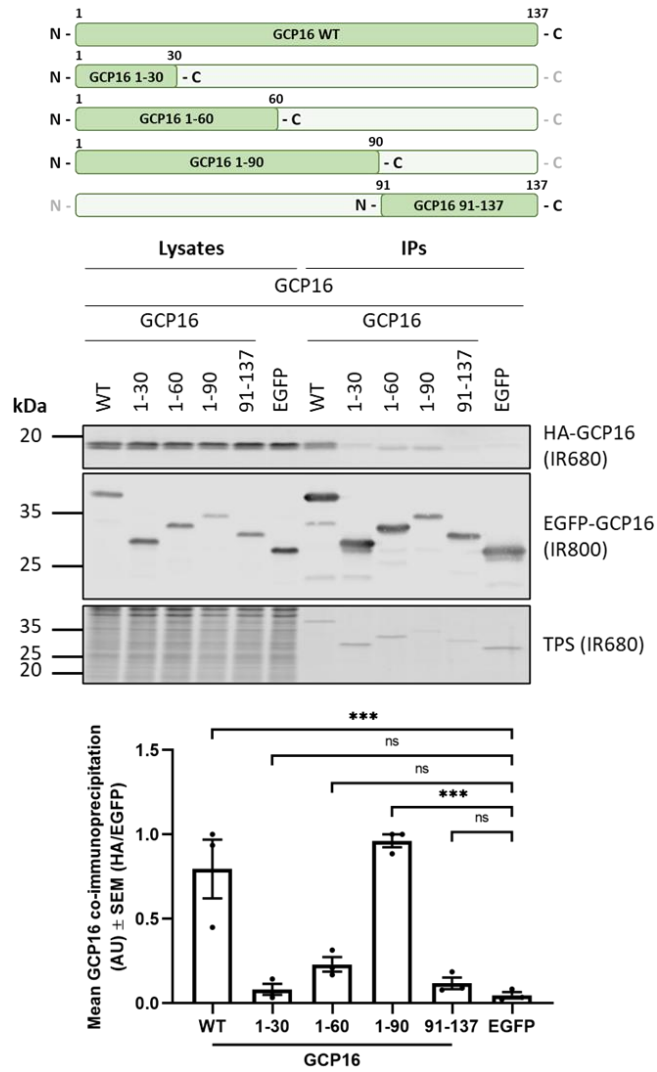 1 137
N - GCP16 WT - C
1 30
N - GCP16 1-30 - C - C
1 60
N - GCP16 1-60 - C - C
1 90
N - GCP16 1-90 - C - C
91 137
N - N - GCP16 91-137 - C
Lysates IPs
GCP16
GCP16 GCP16
kDa WT 1-30 1-60 1-90 91-137 EGFP WT 1-30 1-60 1-90 91-137 EGFP
20 HA-GCP16
(IR680)
35 EGFP-GCP16
25 (IR800)
35 TPS (IR680)
25
20
***
ns
ns
***
ns
Mean GCP16 co-immunoprecipitation
(AU) ± SEM (HA/EGFP)
1.5
1.0
0.5
0.0
WT 1-30 1-60 1-90 91-137 EGFP
GCP16